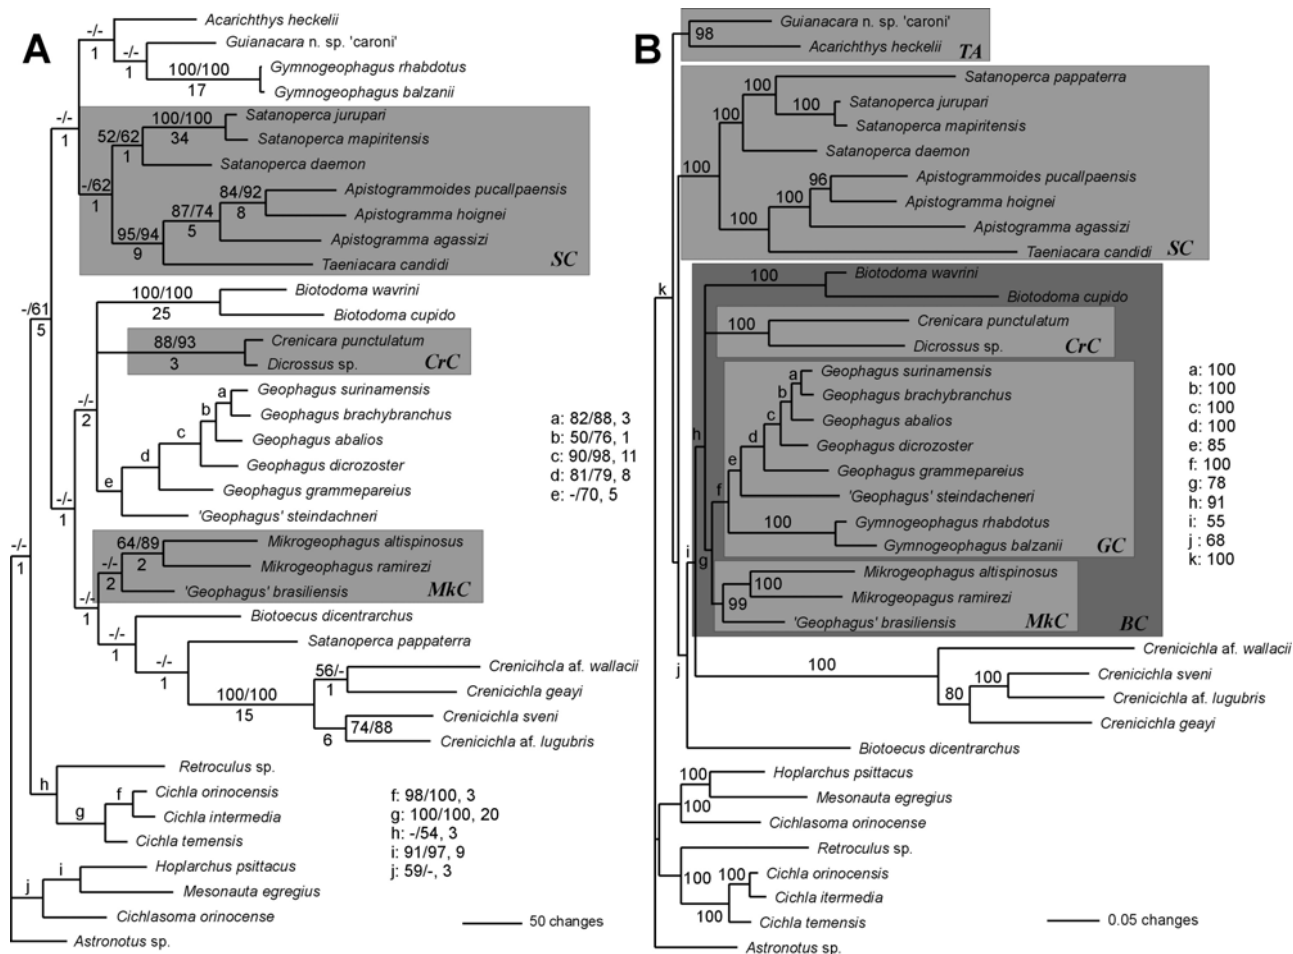 A
Acarichthys heckelii
-/-
1
Guianacara n. sp. 'caroni'
-/-
1
100/100
17
Gymnogeophagus rhabdotus
Gymnogeophagus balzanii
-/-
1
Satanoperca jurupari
100/100
34
Satanoperca mapiritensis
52/62
1
Satanoperca daemon
-/62
1
Apistogrammoides pucallpaensis
84/92
8
Apistogramma hoignei
87/74
5
Apistogramma agassizi
95/94
9
Taeniacara candidi
SC
-/61
5
Biotodoma wavrini
100/100
25
Biotodoma cupido
Crenicara punctulatum
88/93
3
Dicrossus sp.
CrC
-/-
2
Geophagus surinamensis
a
Geophagus brachybranchus
b
Geophagus abalios
c
Geophagus dicrozoster
d
Geophagus grammepareius
e
'Geophagus' steindachneri
a: 82/88, 3
b: 50/76, 1
c: 90/98, 11
d: 81/79, 8
e: -/70, 5
-/-
1
Mikrogeophagus altispinosus
64/89
2
Mikrogeophagus ramirezi
-/-
2
'Geophagus' brasiliensis
MkC
-/-
1
-/-
1
Biotoecus dicentrarchus
-/-
1
Satanoperca pappaterra
-/-
1
Crenicihcla af. wallacii
56/-
1
Crenicichla geayi
100/100
15
Crenicichla sveni
74/88
6
Crenicichla af. lugubris
Retroculus sp.
h
Cichla orinocensis
f
Cichla intermedia
g
Cichla temensis
f: 98/100, 3
g: 100/100, 20
h: -/54, 3
i: 91/97, 9
j: 59/-, 3
Hoplarchus psittacus
i
Mesonauta egregius
j
Cichlasoma orinocense
Astronotus sp.
50 changes
B
Guianacara n. sp. 'caroni'
98
Acarichthys heckelii
TA
Satanoperca pappaterra
100
Satanoperca jurupari
100
Satanoperca mapiritensis
100
Satanoperca daemon
100
100
Apistogrammoides pucallpaensis
96
Apistogramma hoignei
100
Apistogramma agassizi
100
Taeniacara candidi
SC
k
Biotodoma wavrini
100
Biotodoma cupido
Crenicara punctulatum
100
Dicrossus sp.
CrC
Geophagus surinamensis
a
Geophagus brachybranchus
b
Geophagus abalios
c
Geophagus dicrozoster
d
h
Geophagus grammepareius
e
'Geophagus' steindacheneri
f
Gymnogeophagus rhabdotus
100
Gymnogeophagus balzanii
GC
i
g
Mikrogeophagus altispinosus
100
Mikrogeopagus ramirezi
99
'Geophagus' brasiliensis
MkC
BC
a: 100
b: 100
c: 100
d: 100
e: 85
f: 100
g: 78
h: 91
i: 55
j : 68
k: 100
j
Crenicichla af. wallacii
100
Crenicichla sveni
100
Crenicichla af. lugubris
80
Crenicichla geayi
Biotoecus dicentrarchus
Hoplarchus psittacus
100
Mesonauta egregius
100
Cichlasoma orinocense
Retroculus sp.
100
Cichla orinocensis
100
Cichla itermedia
100
Cichla temensis
Astronotus sp.
0.05 changes